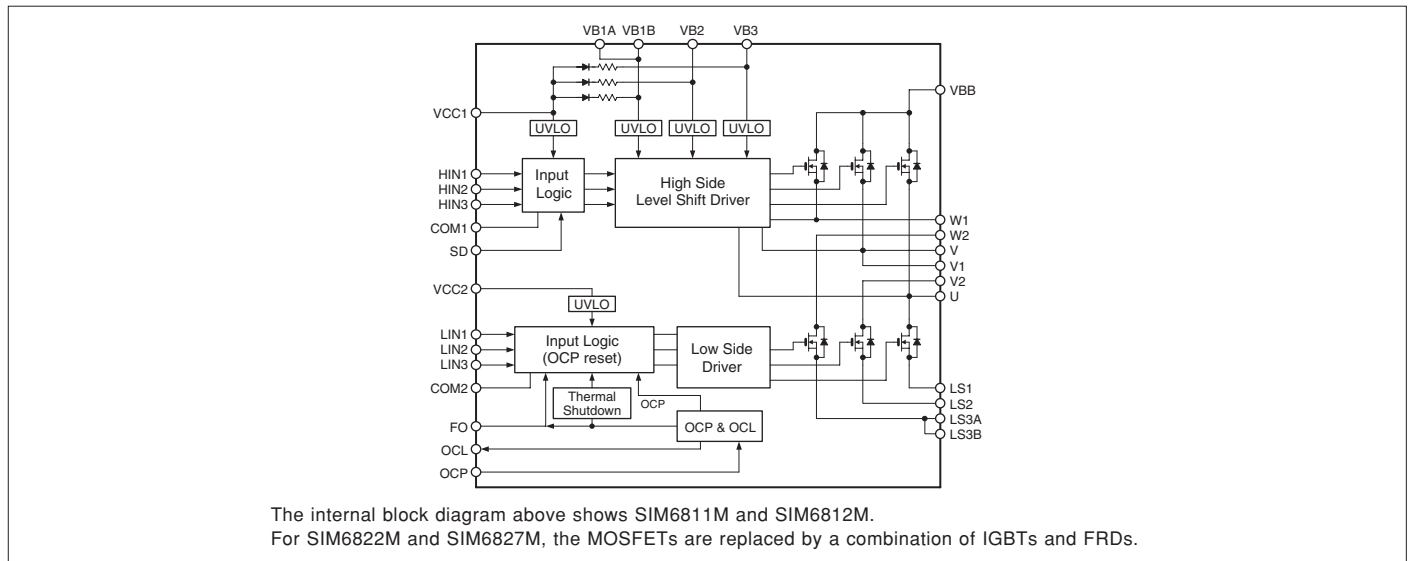 VB1A VB1B VB2 VB3
VBB
VCC1
UVLO UVLO UVLO UVLO
HIN1
HIN2
HIN3
Input
Logic
High Side
Level Shift Driver
COM1
SD
W1
W2
V
V1
V2
U
VCC2
UVLO
LIN1
LIN2
LIN3
Input Logic
(OCP reset)
Low Side
Driver
COM2
Thermal
Shutdown
OCP
OCP & OCL
FO
OCL
OCP
LS1
LS2
LS3A
LS3B
The internal block diagram above shows SIM6811M and SIM6812M.
For SIM6822M and SIM6827M, the MOSFETs are replaced by a combination of IGBTs and FRDs.